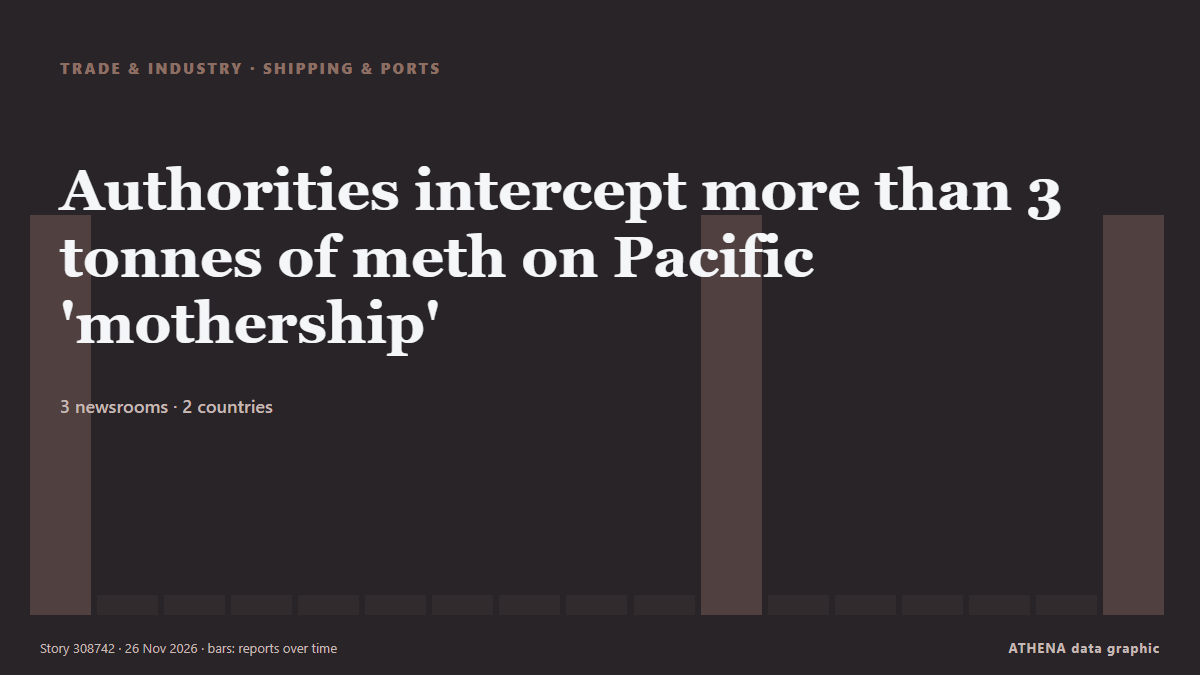 TRADE & INDUSTRY · SHIPPING & PORTS
Authorities intercept more than 3
tonnes of meth on Pacific
'mothership'
3 newsrooms · 2 countries
Story 308742 · 26 Nov 2026 · bars: reports over time
ATHENA data graphic